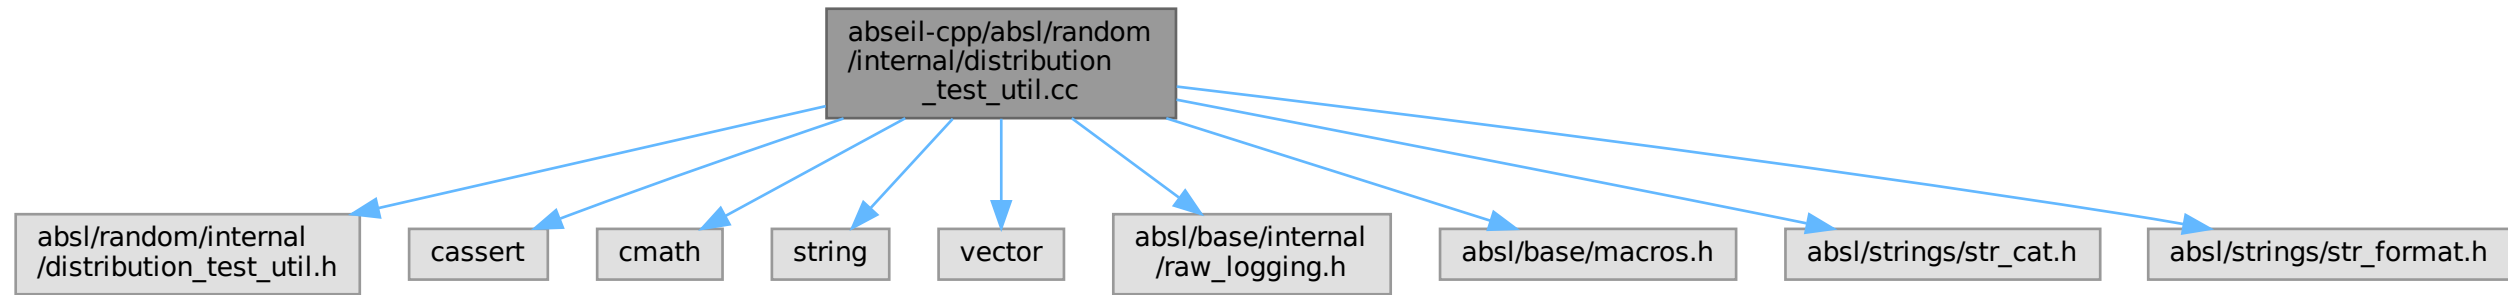 abseil-cpp/absl/random
/internal/distribution
_test_util.cc
absl/random/internal
/distribution_test_util.h
cassert
cmath
string
vector
absl/base/internal
/raw_logging.h
absl/base/macros.h
absl/strings/str_cat.h
absl/strings/str_format.h